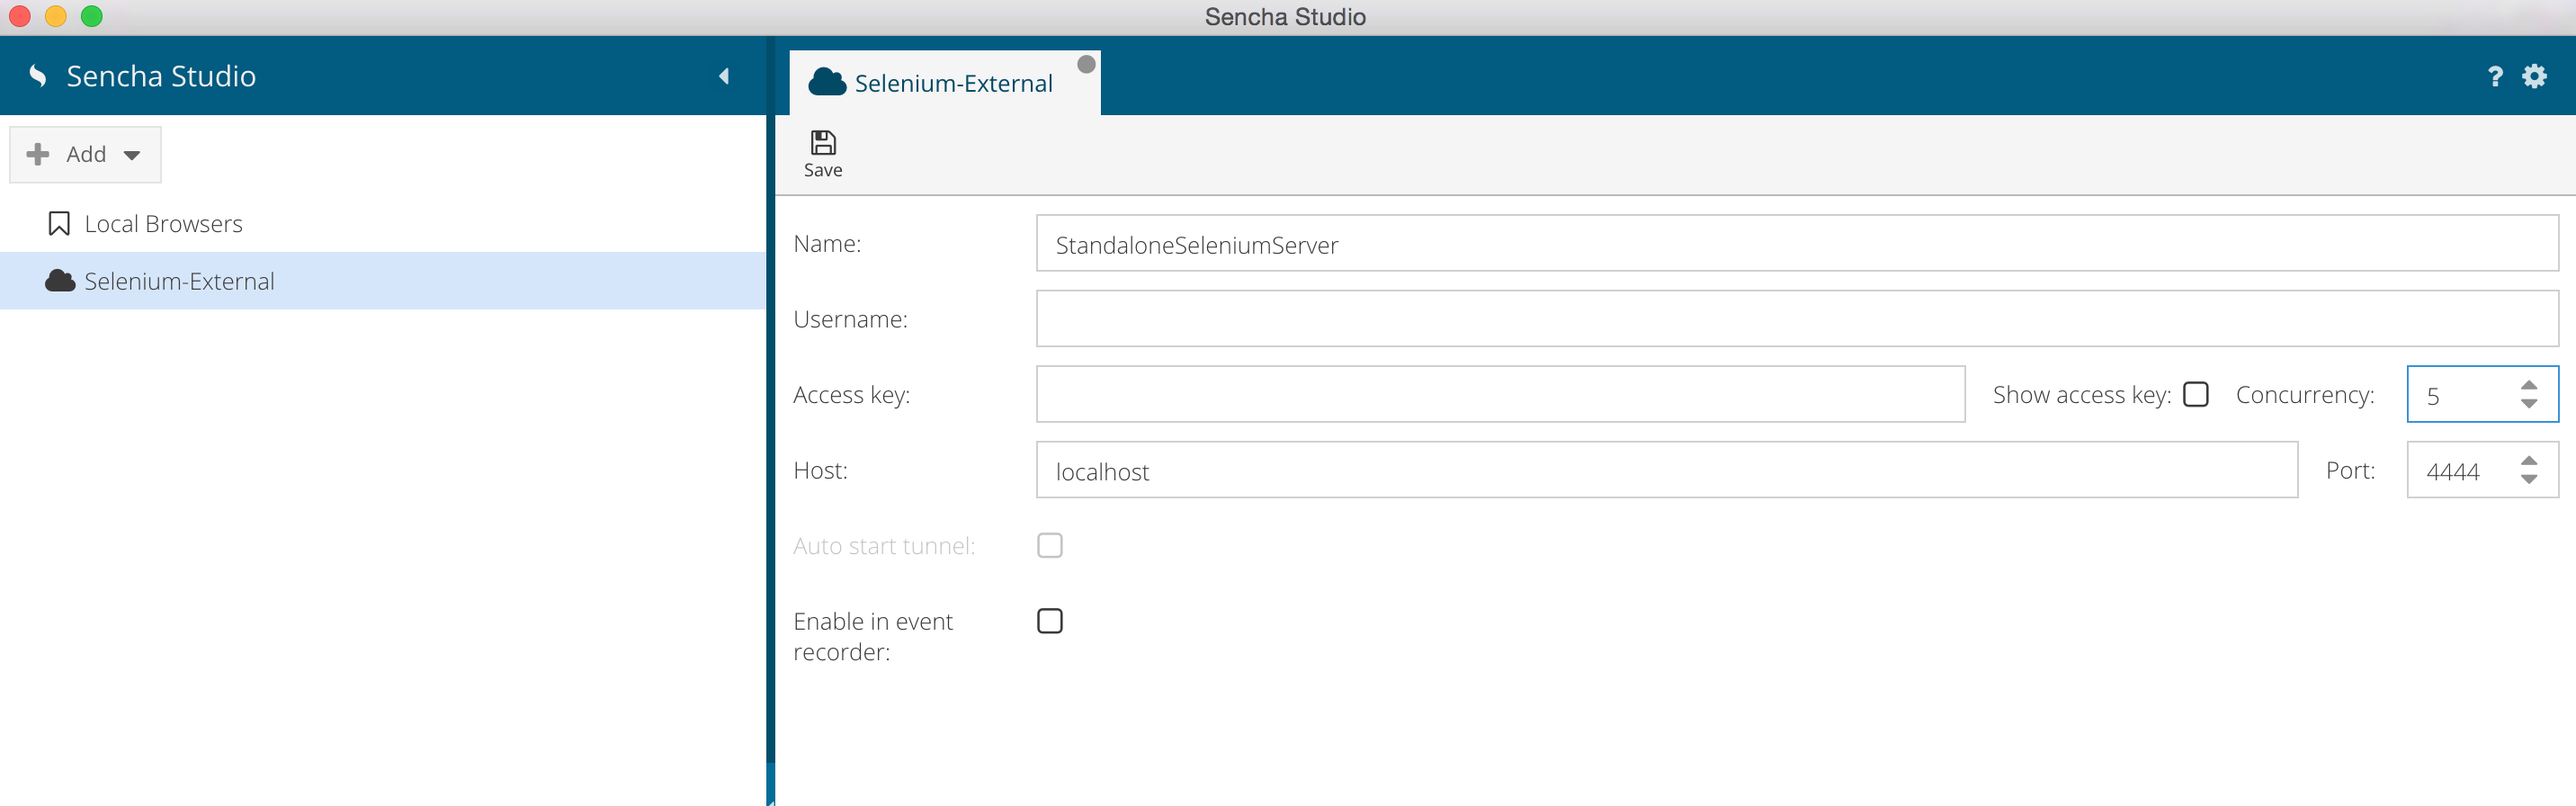 Sencha Studio
Sencha Studio
Selenium-External
?
Add
Save
Local Browsers
Selenium-External
Name: StandaloneSeleniumServer
Username:
Access key: Show access key: Concurrency: 5
Host: localhost Port: 4444
Auto start tunnel:
Enable in event
recorder: